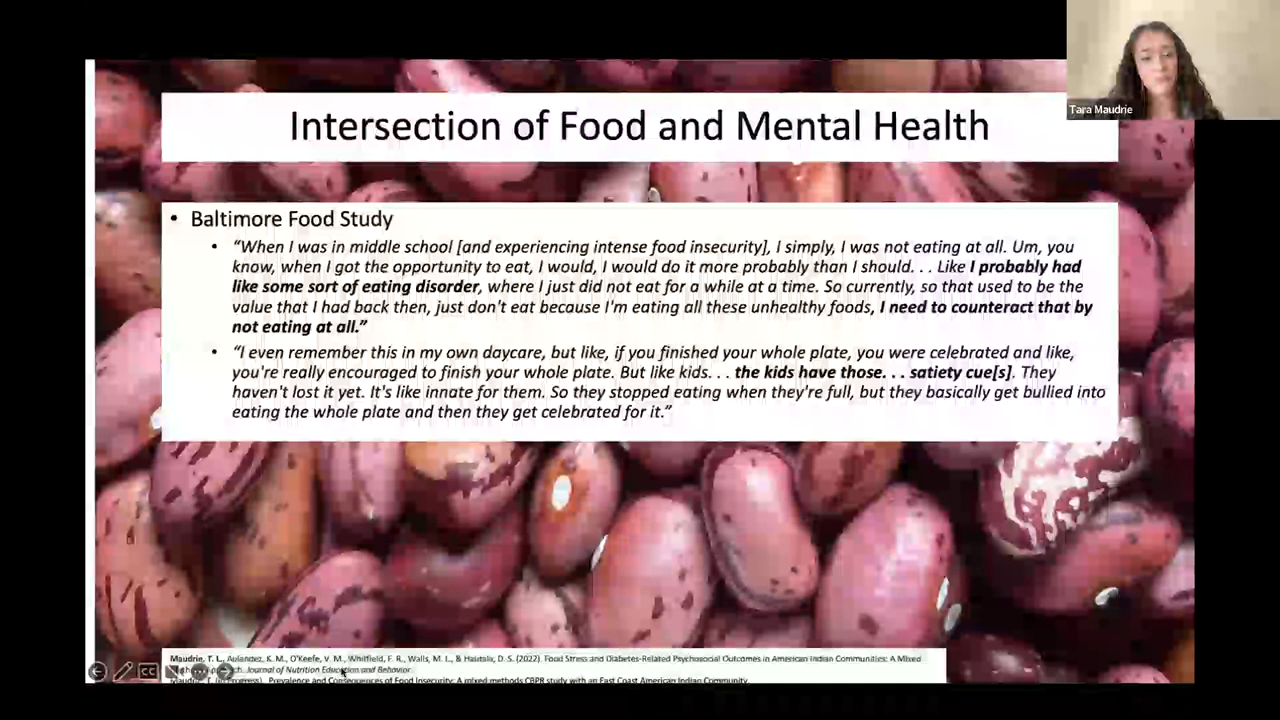 Intersection of Food and Mental Health
Tara Maudrie
• Baltimore Food Study
• “When I was in middle school [and experiencing intense food insecurity], I simply, I was not eating at all. Um, you
know, when I got the opportunity to eat, I would, I would do it more probably than I should. . . Like I probably had
like some sort of eating disorder, where I just did not eat for a while at a time. So currently, so that used to be the
value that I had back then, just don't eat because I'm eating all these unhealthy foods, I need to counteract that by
not eating at all.”
• “I even remember this in my own daycare, but like, if you finished your whole plate, you were celebrated and like,
you're really encouraged to finish your whole plate. But like kids. . . the kids have those. . . satiety cue[s]. They
haven't lost it yet. It's like innate for them. So they stopped eating when they're full, but they basically get bullied into
eating the whole plate and then they get celebrated for it.”
Maudrie, T. L., Aulandez, K. M., O'Keefe, V. M., Whitfield, F. R., Walls, M. L., & Hautala, D. S. (2022). Food Stress and Diabetes-Related Psychosocial Outcomes in American Indian Communities: A Mixed
Journal of Nutrition Education and Behavior.
CC
Maudrie, T. (In Progress). Prevalence and Consequences of Food Insecurity: A mixed methods CBPR study with an East Coast American Indian Community.